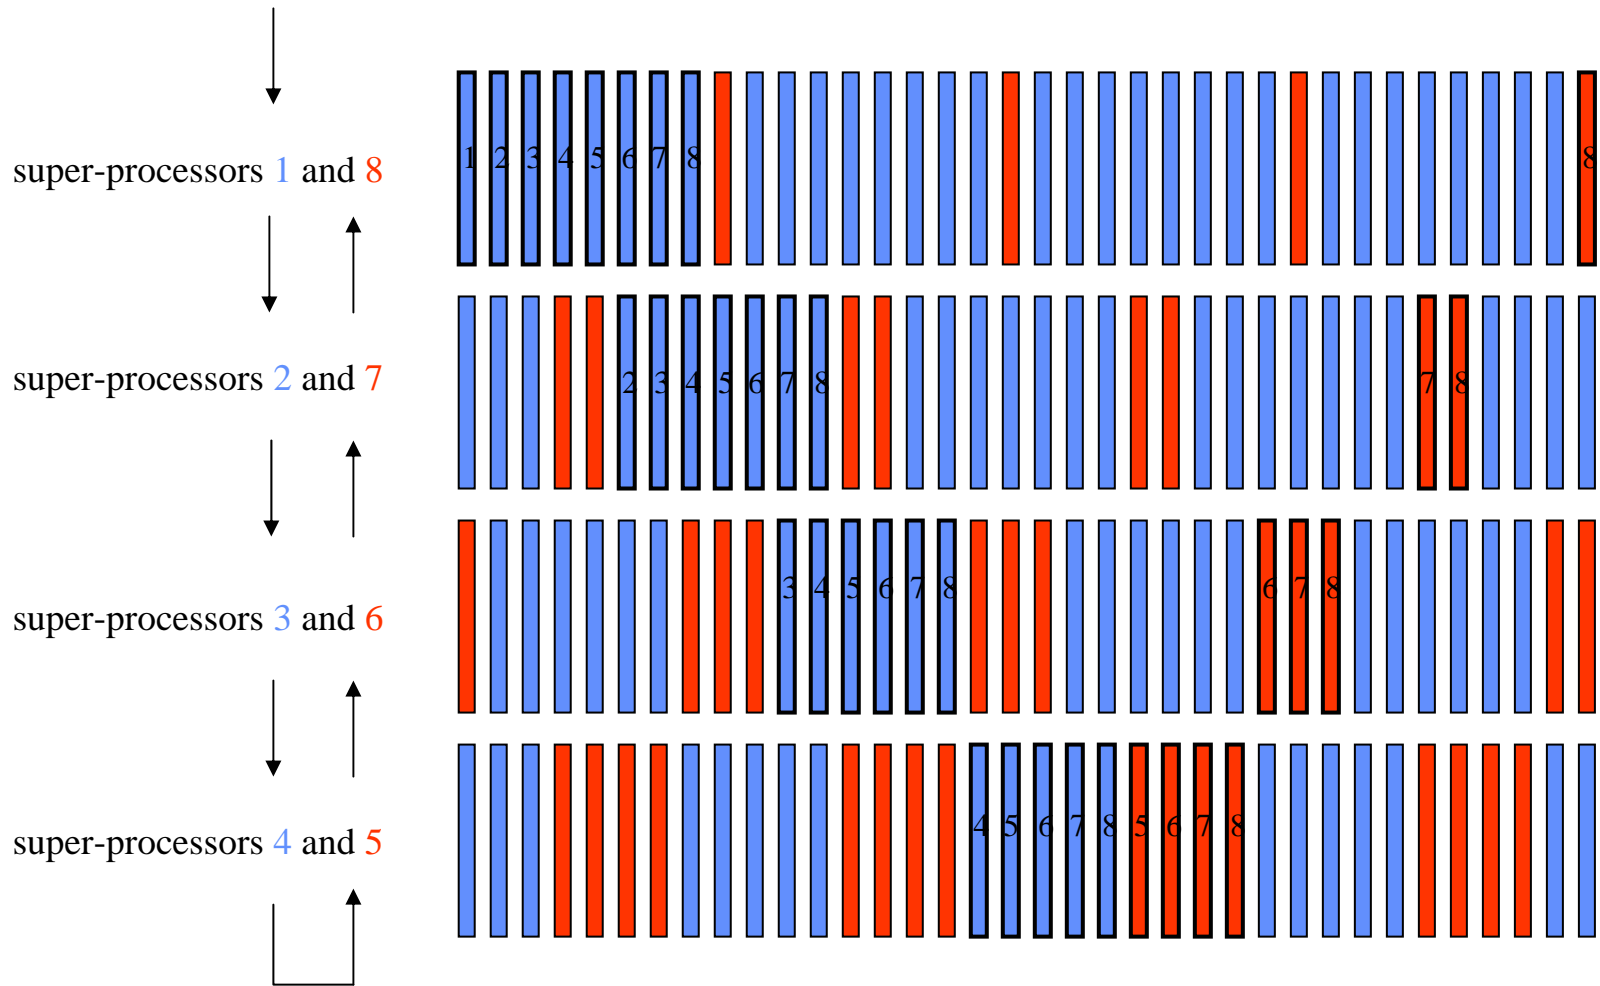 1 2 3 4 5 6 7 8 8
super-processors 1 and 8
super-processors 2 and 7
2 3 4 5 6 7 8 7 8
3 4 5 6 7 8 6 7 8
super-processors 3 and 6
4 5 6 7 8 5 6 7 8
super-processors 4 and 5